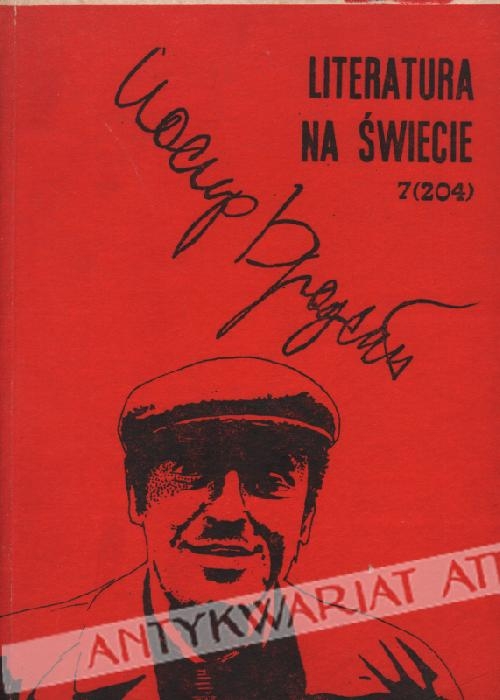 LITERATURA
NA ŚWIECIE
7(204)
Иосиф Бродский
ANTYKWARIAT